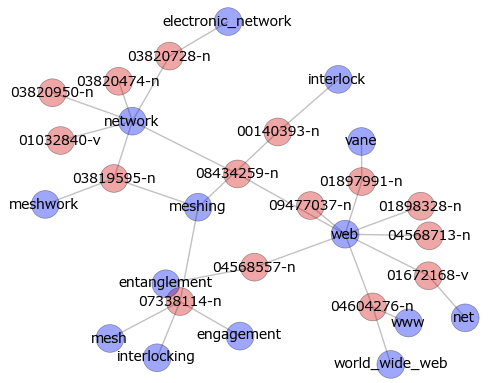 electronic_network
03820728-n
03820474-n
interlock
03820950-n
network
00140393-n
01032840-v
vane
08434259-n
03819595-n
01897991-n
meshwork
meshing
09477037-n
01898328-n
web
04568713-n
04568557-n
01672168-v
entanglement
07338114-n
04604276-n
net
www
engagement
mesh
interlocking
world_wide_web